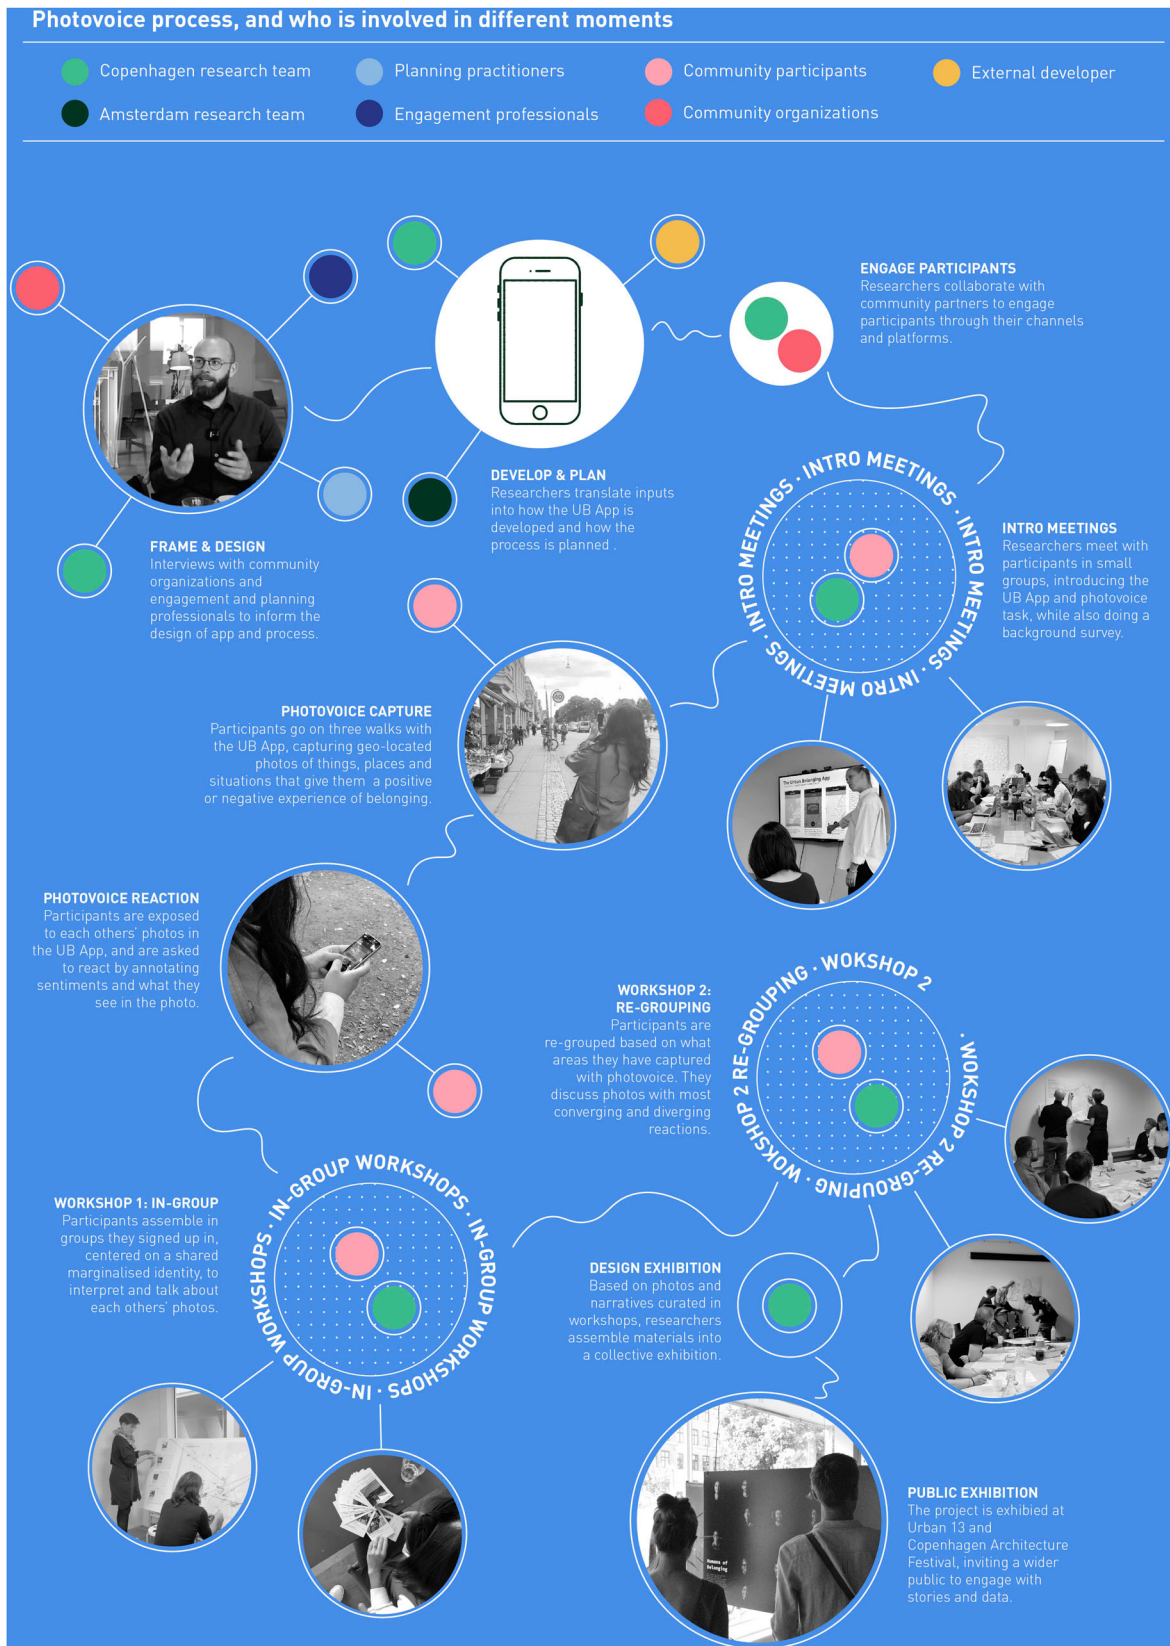 Photovoice process, and who is involved in different moments
Copenhagen research team
Planning practitioners
Community participants
External developer
Amsterdam research team
Engagement professionals
Community organizations
ENGAGE PARTICIPANTS
Researchers collaborate with
community partners to engage
participants through their channels
and platforms.
DEVELOP & PLAN
Researchers translate inputs
into how the UB App is
developed and how the
process is planned .
FRAME & DESIGN
Interviews with community
organizations and
engagement and planning
professionals to inform the
design of app and process.
INTRO MEETINGS · INTRO MEETINGS · INTRO MEETINGS · INTRO MEETINGS ·
INTRO MEETINGS
Researchers meet with
participants in small
groups, introducing the
UB App and photovoice
task, while also doing a
background survey.
PHOTOVOICE CAPTURE
Participants go on three walks with
the UB App, capturing geo-located
photos of things, places and
situations that give them  a positive
or negative experience of belonging.
The Urban Belonging App
PHOTOVOICE REACTION
Participants are exposed
to each others' photos in
the UB App, and are asked
to react by annotating
sentiments and what they
see in the photo.
WORKSHOP 2:
RE-GROUPING
Participants are
re-grouped based on what
areas they have captured
with photovoice. They
discuss photos with most
converging and diverging
reactions.
WOKSHOP 2 RE-GROUPING · WOKSHOP 2
· WOKSHOP 2 RE-GROUPING ·
WORKSHOP 1: IN-GROUP
Participants assemble in
groups they signed up in,
centered on a shared
marginalised identity, to
interpret and talk about
each others' photos.
IN-GROUP WORKSHOPS · IN-GROUP WORKSHOPS · IN-GROUP WORKSHOPS ·
DESIGN EXHIBITION
Based on photos and
narratives curated in
workshops, researchers
assemble materials into
a collective exhibition.
Humans of
Belonging
PUBLIC EXHIBITION
The project is exhibied at
Urban 13 and
Copenhagen Architecture
Festival, inviting a wider
public to engage with
stories and data.